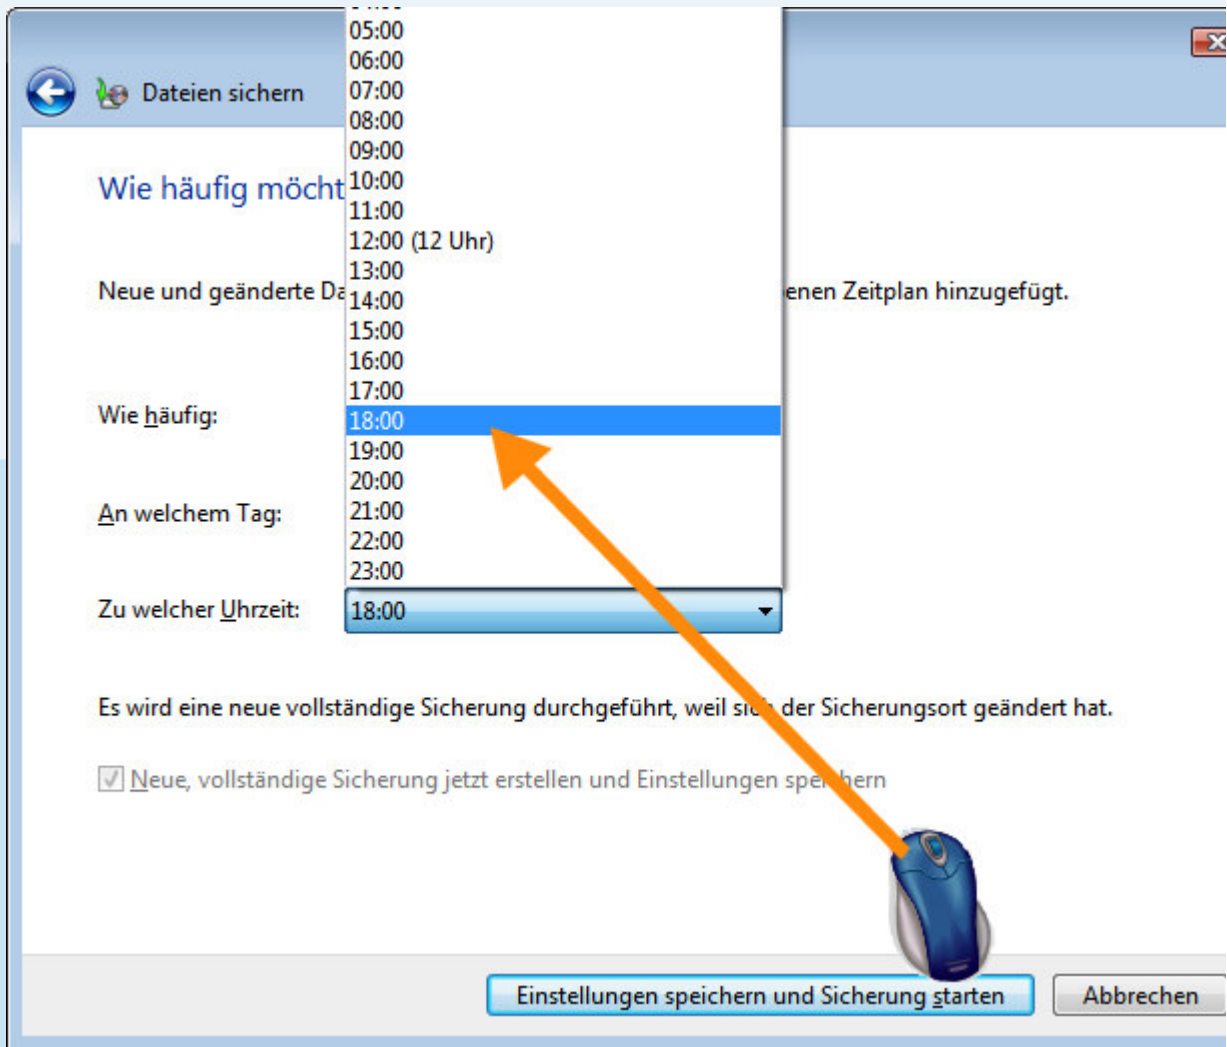 05:00
06:00
07:00
08:00
09:00
10:00
11:00
12:00 (12 Uhr)
13:00
14:00
15:00
16:00
17:00
18:00
19:00
20:00
21:00
22:00
23:00
Dateien sichern
Wie häufig möcht
Neue und geänderte Da
enen Zeitplan hinzugefügt.
Wie häufig:
An welchem Tag:
Zu welcher Uhrzeit: 18:00
Es wird eine neue vollständige Sicherung durchgeführt, weil sich der Sicherungsort geändert hat.
Neue, vollständige Sicherung jetzt erstellen und Einstellungen speichern
Einstellungen speichern und Sicherung starten
Abbrechen